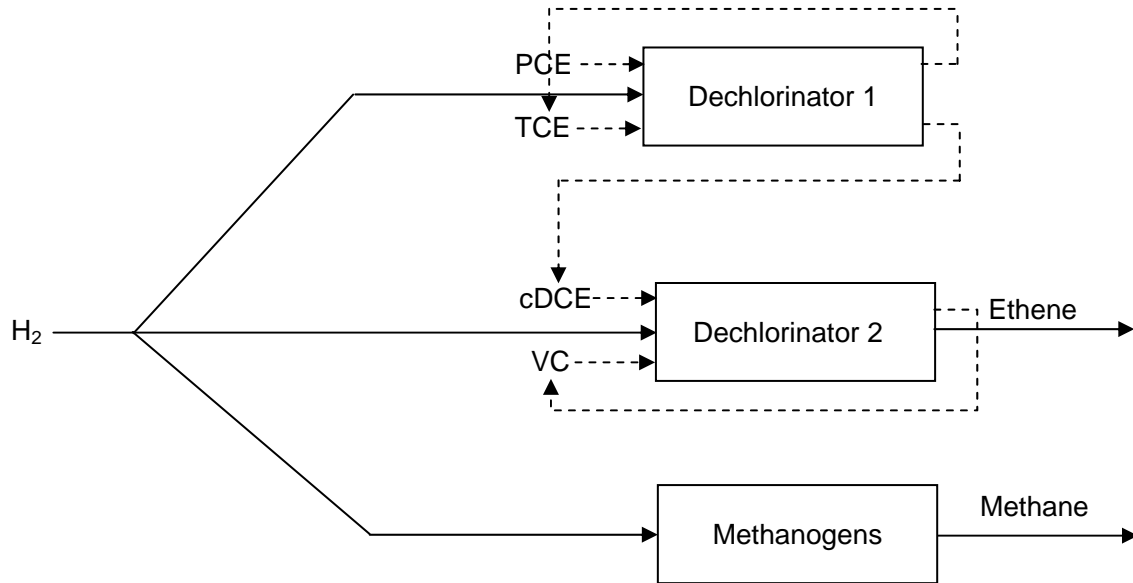 PCE
Dechlorinator 1
TCE
cDCE
H₂
Dechlorinator 2
Ethene
VC
Methane
Methanogens